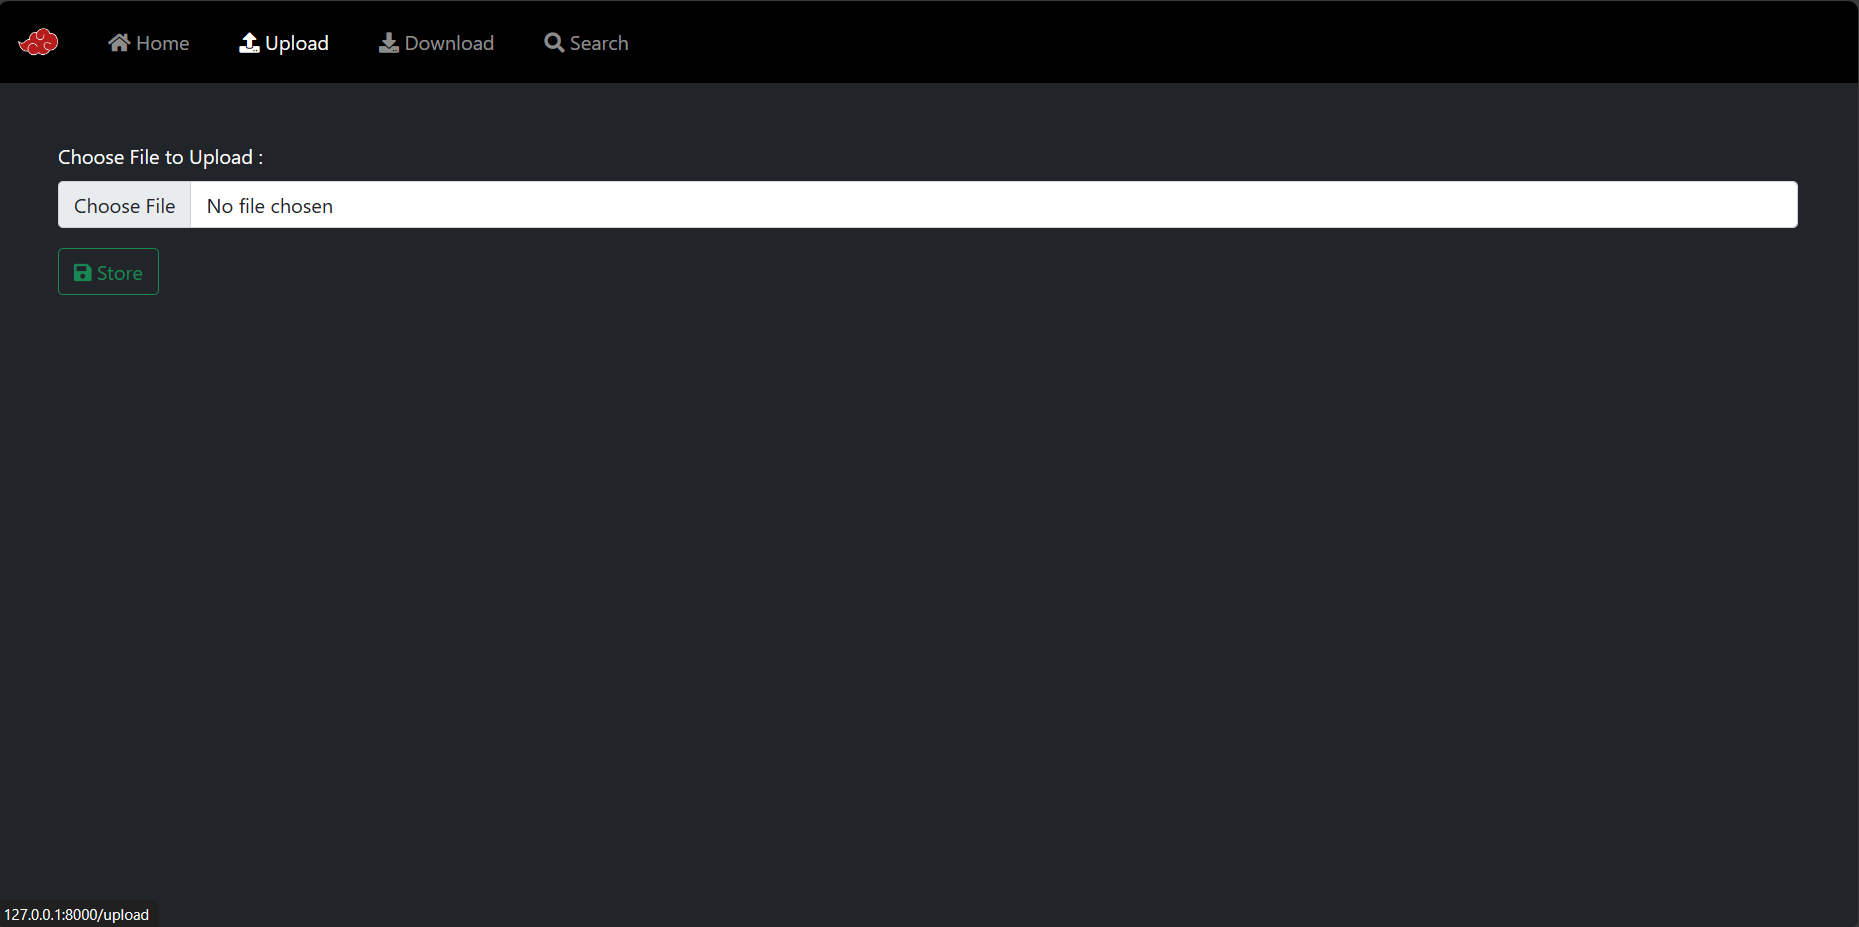 Home Upload Download Search
Choose File to Upload :
Choose File No file chosen
Store
127.0.0.1:8000/upload